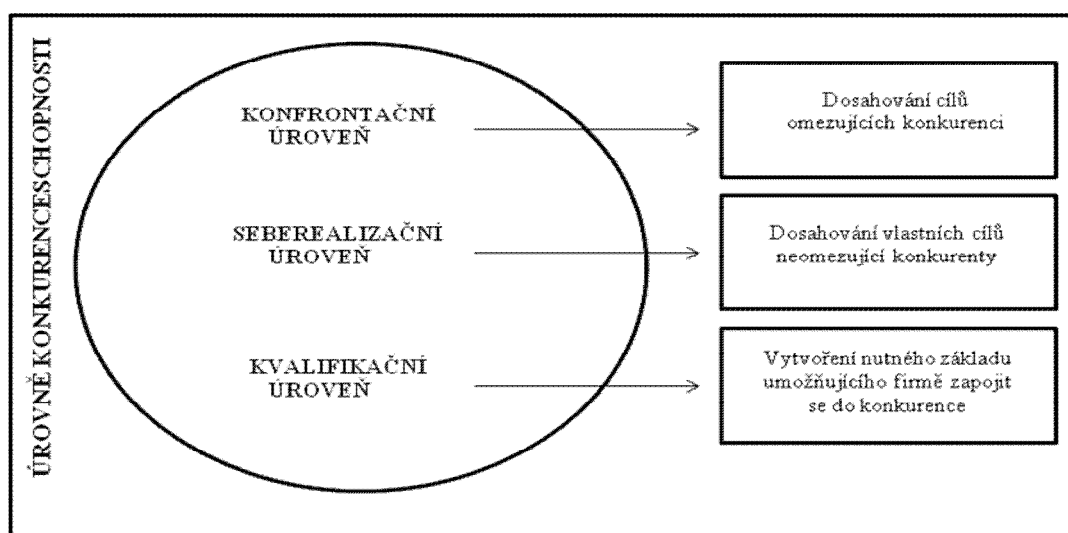 ÚROVNĚ KONKURENCESCHOPNOSTI
KONFRONTAČNÍ
ÚROVEŇ
Dosahování cílů
omezujících konkurenci
SEBEREALIZAČNÍ
ÚROVEŇ
Dosahování vlastních cílů
neomezující konkurenty
KVALIFIKAČNÍ
ÚROVEŇ
Vytvoření nutného základu
umožňujícího firmě zapojit
se do konkurence